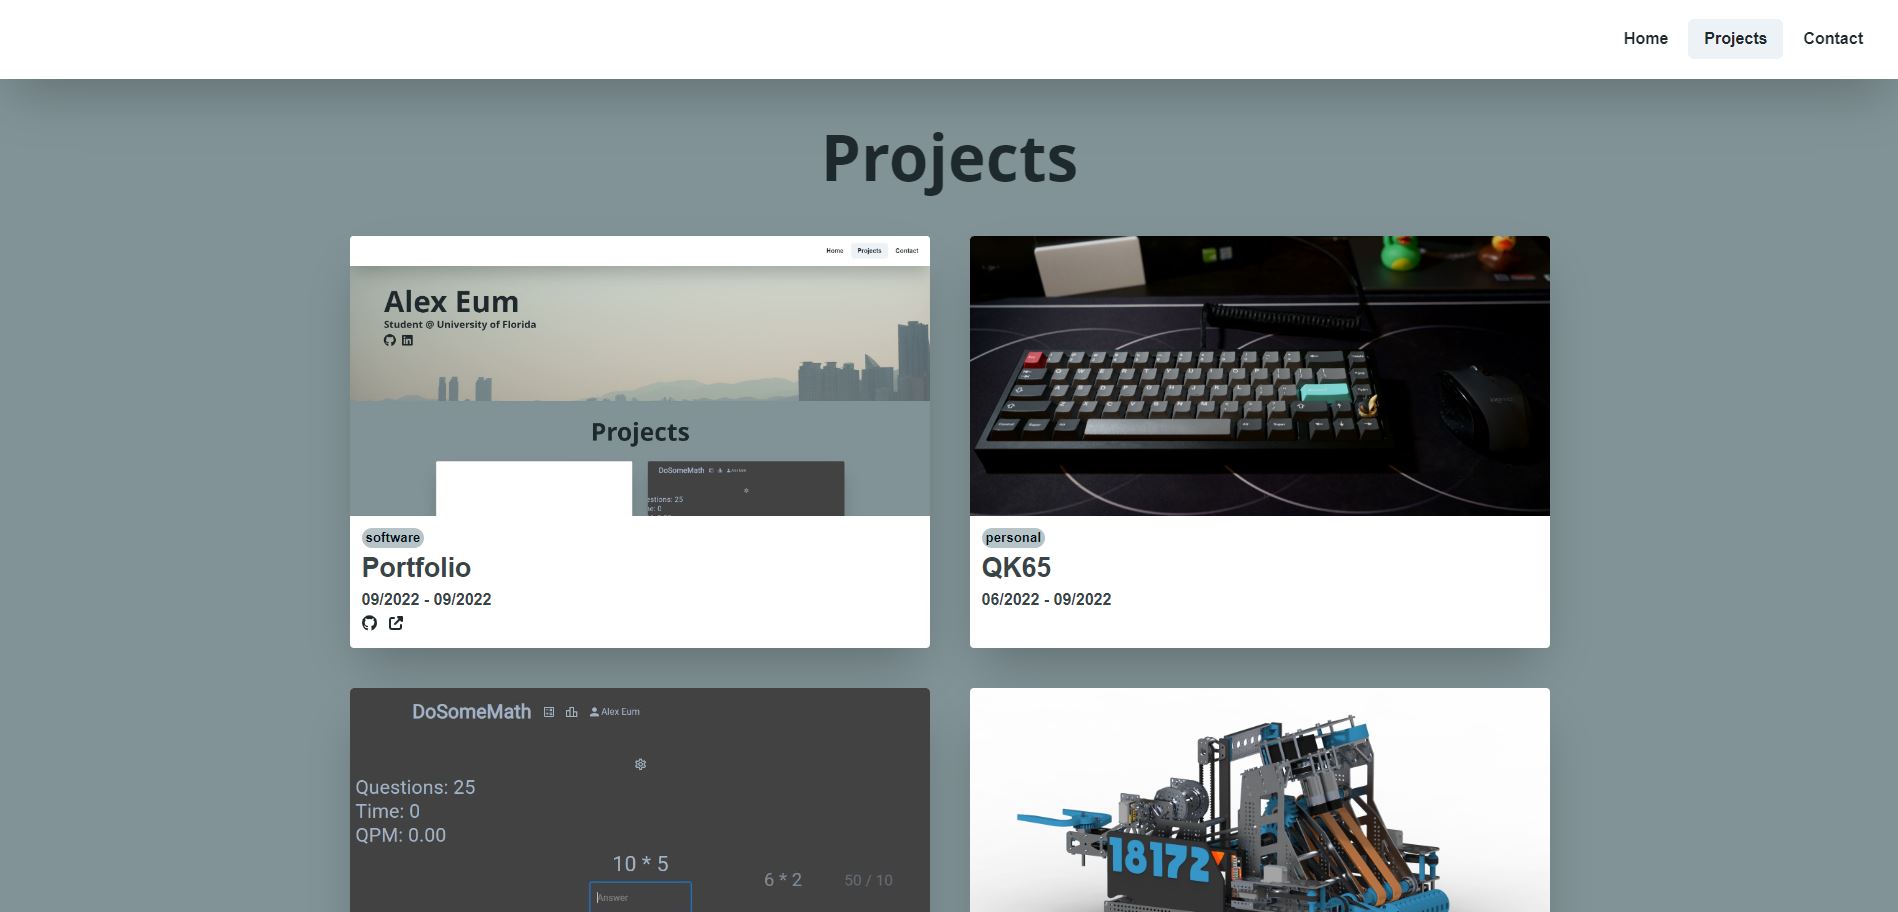 Home Projects Contact
Projects
Home Projects Contact
Alex Eum
Student @ University of Florida
Projects
DoSomeMath
estions: 25
me: 0
software
Portfolio
09/2022 - 09/2022
personal
QK65
06/2022 - 09/2022
DoSomeMath Alex Eum
Questions: 25
Time: 0
QPM: 0.00
10 * 5
6 * 2
50 / 10
Answer
18172